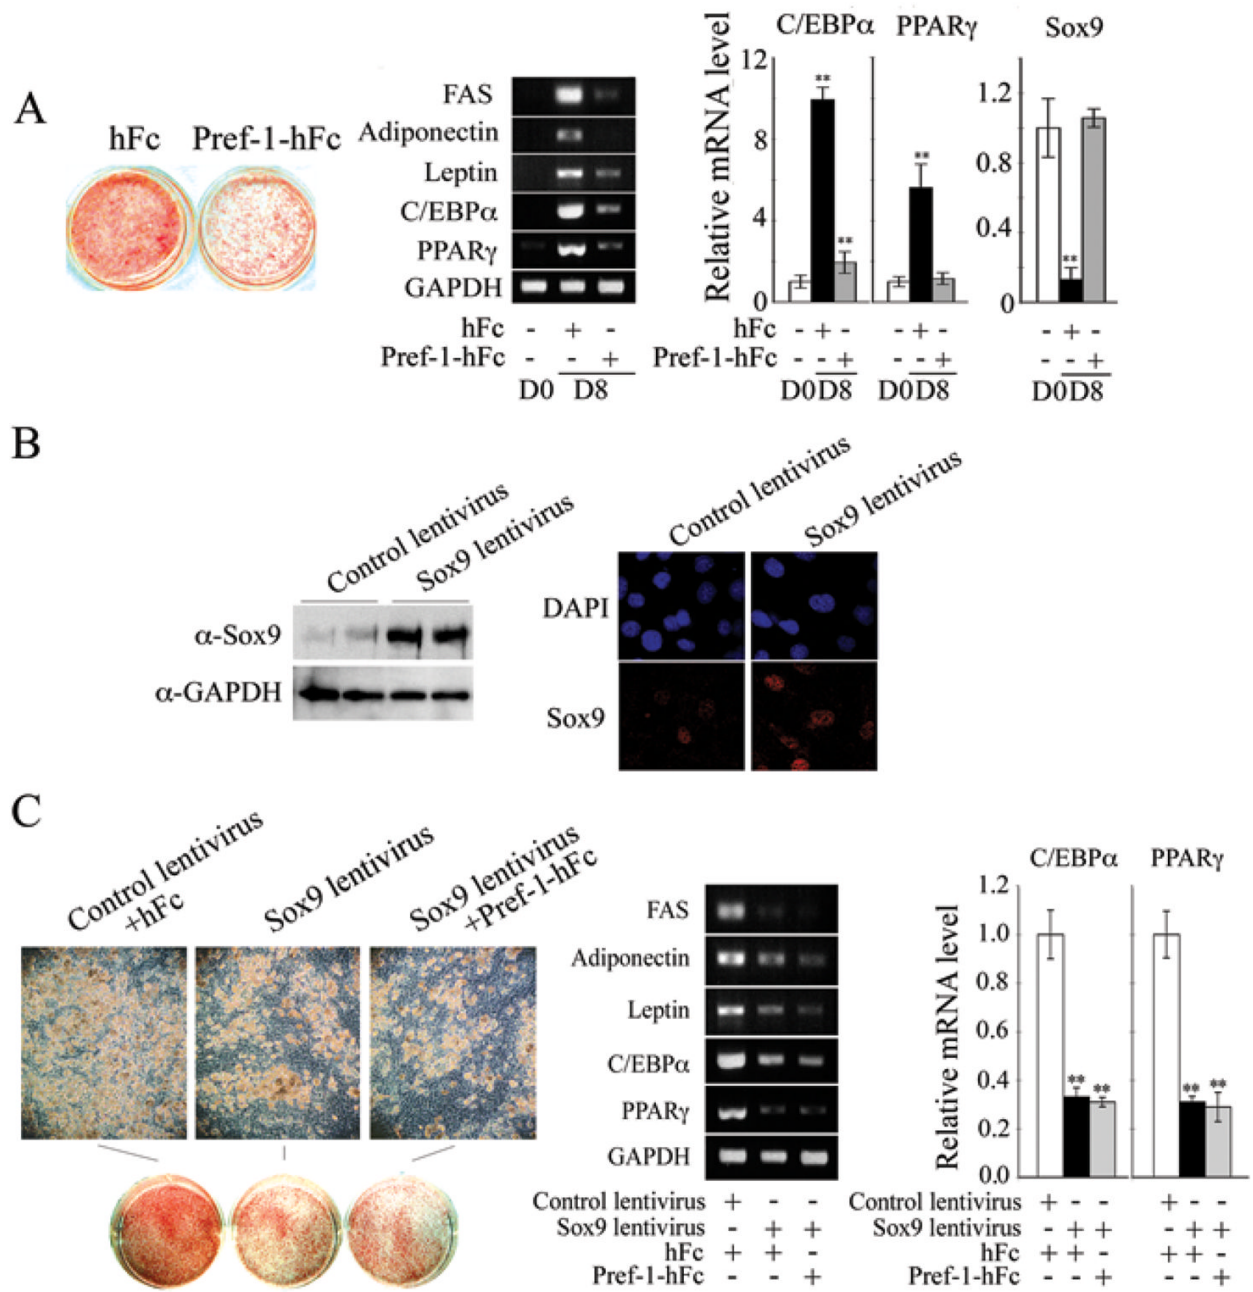 A
hFc Pref-1-hFc
FAS
Adiponectin
Leptin
C/EBPα
PPARγ
GAPDH
hFc - + -
Pref-1-hFc - - +
D0 D8
C/EBPα PPARγ Sox9
Relative mRNA level
12
8
4
0
1.2
0.8
0.4
0
**
**
**
**
hFc - + - - + - - + -
Pref-1-hFc - - + - - + - - +
D0D8 D0D8 D0D8
B
Control lentivirus
Sox9 lentivirus
α-Sox9
α-GAPDH
Control lentivirus
Sox9 lentivirus
DAPI
Sox9
C
Control lentivirus
+hFc
Sox9 lentivirus
Sox9 lentivirus
+Pref-1-hFc
FAS
Adiponectin
Leptin
C/EBPα
PPARγ
GAPDH
Control lentivirus + - -
Sox9 lentivirus - + +
hFc + + -
Pref-1-hFc - - +
C/EBPα PPARγ
Relative mRNA level
1.2
1.0
0.8
0.6
0.4
0.2
0.0
** ** ** **
Control lentivirus + - - + - -
Sox9 lentivirus - + + - + +
hFc + + - + + -
Pref-1-hFc - - + - - +